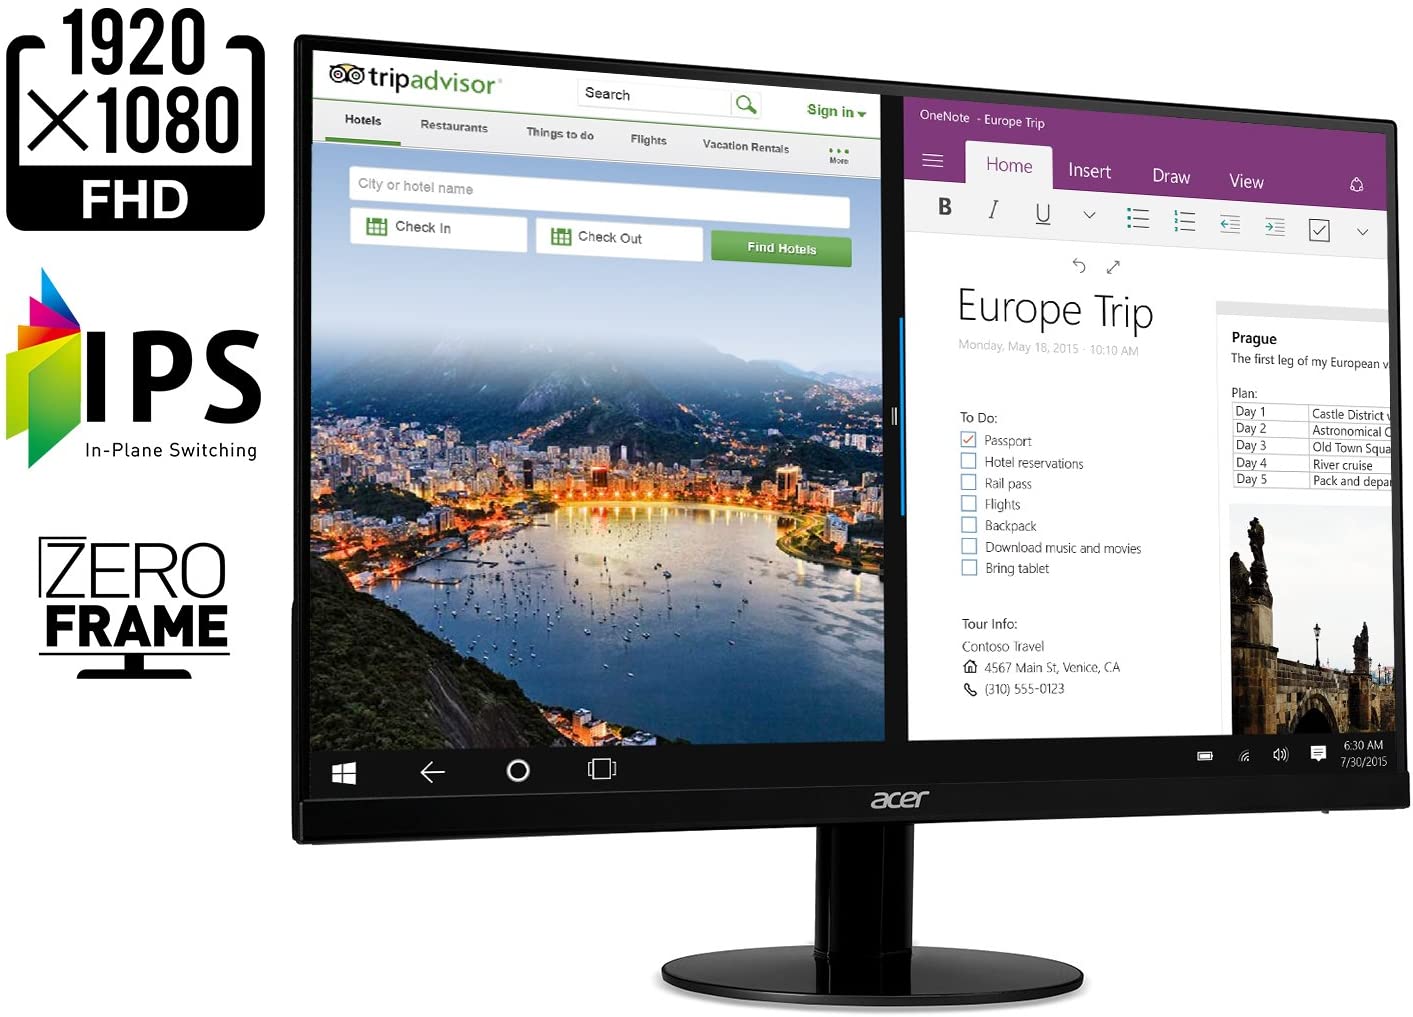 1920
×1080
FHD
IPS
In-Plane Switching
ZERO
FRAME
tripadvisor
Search
Sign in
Hotels Restaurants Things to do Flights Vacation Rentals More
City or hotel name
Check In Check Out Find Hotels
OneNote - Europe Trip
Home Insert Draw View
B I U
Europe Trip
Monday, May 18, 2015 - 10:10 AM
To Do:
Passport
Hotel reservations
Rail pass
Flights
Backpack
Download music and movies
Bring tablet
Tour Info:
Contoso Travel
4567 Main St, Venice, CA
(310) 555-0123
Prague
The first leg of my European v
Plan:
Day 1 Castle District
Day 2 Astronomical C
Day 3 Old Town Squa
Day 4 River cruise
Day 5 Pack and depar
6:30 AM
7/30/2015
acer